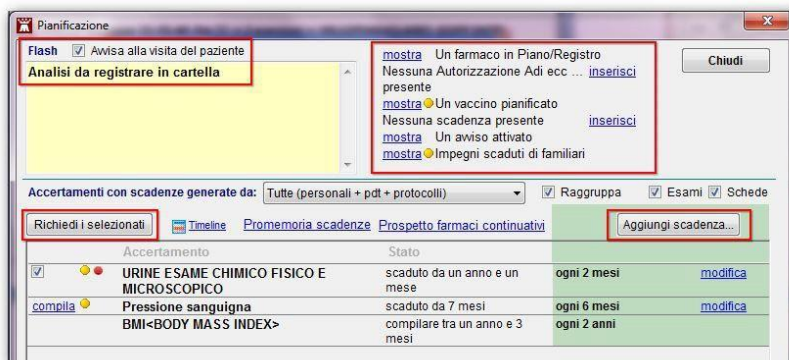 Pianificazione
Flash Avvisa alla visita del paziente
Analisi da registrare in cartella
mostra Un farmaco in Piano/Registro
Nessuna Autorizzazione Adi ecc ... inserisci
presente
mostra Un vaccino pianificato
Nessuna scadenza presente inserisci
mostra Un avviso attivato
mostra Impegni scaduti di familiari
Chiudi
Accertamenti con scadenze generate da: Tutte (personali + pdt + protocolli) Raggruppa Esami Schede
Richiedi i selezionati Timeline Promemoria scadenze Prospetto farmaci continuativi Aggiungi scadenza...
Accertamento Stato
URINE ESAME CHIMICO FISICO E MICROSCOPICO scaduto da un anno e un mese ogni 2 mesi modifica
compila Pressione sanguigna scaduto da 7 mesi ogni 6 mesi modifica
BMI<BODY MASS INDEX> compilare tra un anno e 3 mesi ogni 2 anni